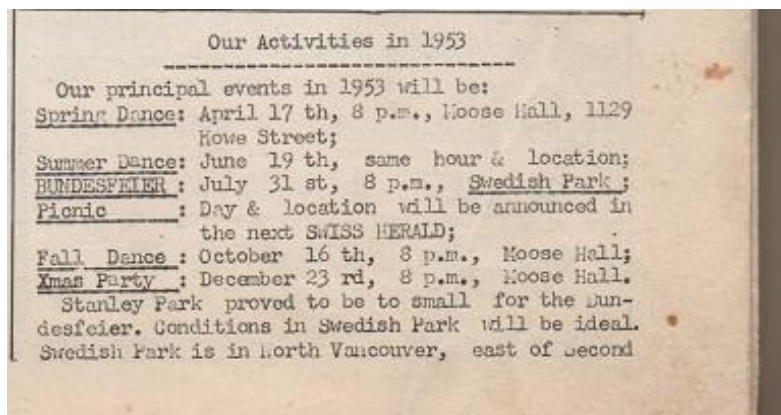 Our Activities in 1953
------------------------------
Our principal events in 1953 will be:
Spring Dance: April 17 th, 8 p.m., Moose Hall, 1129
Howe Street;
Summer Dance: June 19 th, same hour & location;
BUNDESFEIER : July 31 st, 8 p.m., Swedish Park ;
Picnic : Day & location will be announced in
the next SWISS HERALD;
Fall Dance : October 16 th, 8 p.m., Moose Hall;
Xmas Party : December 23 rd, 8 p.m., Moose Hall.
Stanley Park proved to be to small for the Bun-
desfeier. Conditions in Swedish Park will be ideal.
Swedish Park is in North Vancouver, east of Second